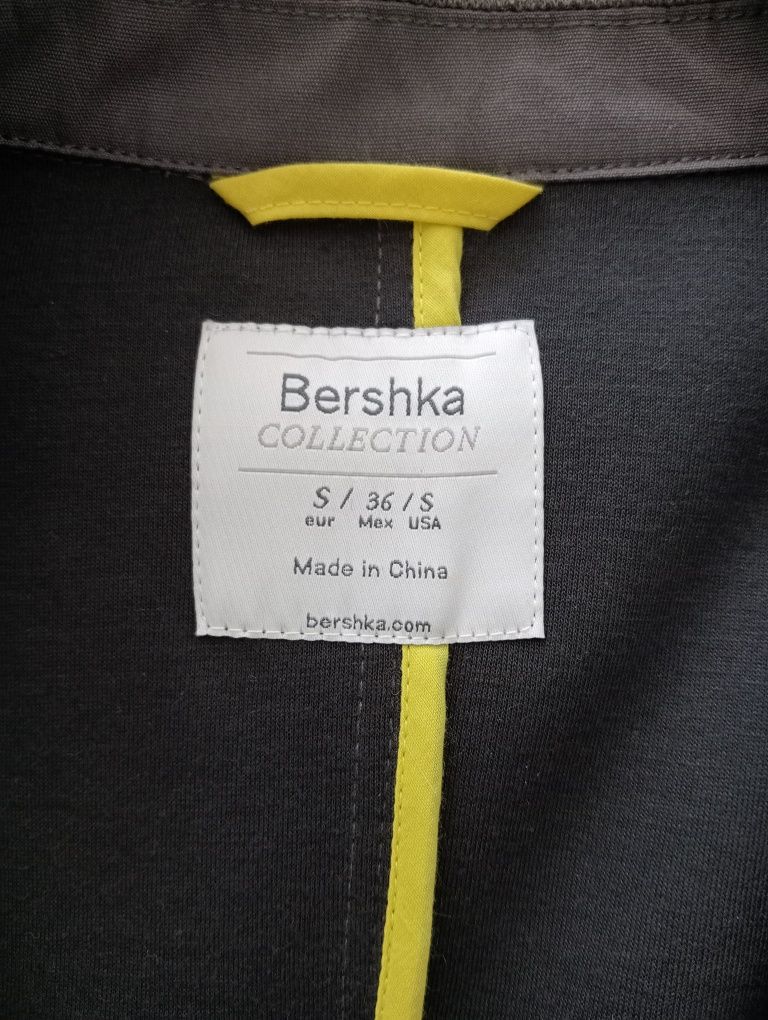 Bershka
COLLECTION
S / 36 / S
eur Mex USA
Made in China
bershka.com